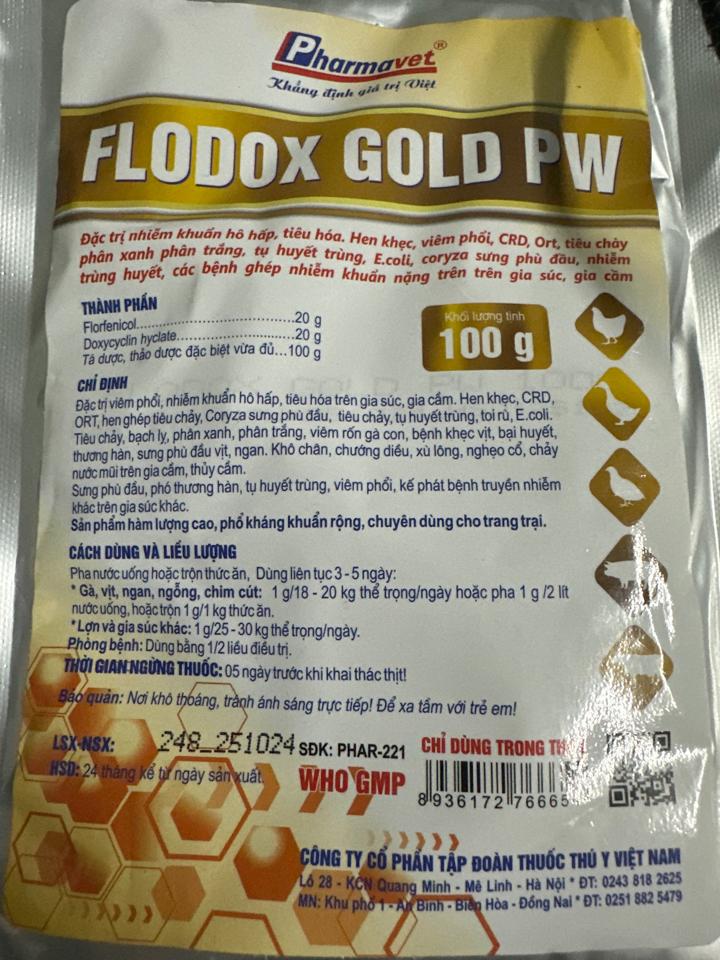 Pharmavet®
Khẳng định giá trị Việt
FLODOX GOLD PW
Đặc trị nhiễm khuẩn hô hấp, tiêu hóa. Hen khẹc, viêm phổi, CRD, Ort, tiêu chảy
phân xanh phân trắng, tụ huyết trùng, E.coli, coryza sưng phù đầu, nhiễm
trùng huyết, các bệnh ghép nhiễm khuẩn nặng trên trên gia súc, gia cầm
THÀNH PHẦN
Florfenicol.....................................20 g
Doxycyclin hyclate............................20 g
Tá dược, thảo dược đặc biệt vừa đủ...100 g
Khối lượng tịnh
100 g
CHỈ ĐỊNH
Đặc trị viêm phổi, nhiễm khuẩn hô hấp, tiêu hóa trên gia súc, gia cầm. Hen khẹc, CRD,
ORT, hen ghép tiêu chảy, Coryza sưng phù đầu, tiêu chảy, tụ huyết trùng, toi rù, E.coli.
Tiêu chảy, bạch lỵ, phân xanh, phân trắng, viêm rốn gà con, bệnh khẹc vịt, bại huyết,
thương hàn, sưng phù đầu vịt, ngan. Khô chân, chướng diều, xù lông, nghẹo cổ, chảy
nước mũi trên gia cầm, thủy cầm.
Sưng phù đầu, phó thương hàn, tụ huyết trùng, viêm phổi, kế phát bệnh truyền nhiễm
khác trên gia súc khác.
Sản phẩm hàm lượng cao, phổ kháng khuẩn rộng, chuyên dùng cho trang trại.
CÁCH DÙNG VÀ LIỀU LƯỢNG
Pha nước uống hoặc trộn thức ăn, Dùng liên tục 3 - 5 ngày:
* Gà, vịt, ngan, ngỗng, chim cút: 1 g/18 - 20 kg thể trọng/ngày hoặc pha 1 g /2 lít
nước uống, hoặc trộn 1 g/1 kg thức ăn.
* Lợn và gia súc khác: 1 g/25 - 30 kg thể trọng/ngày.
Phòng bệnh: Dùng bằng 1/2 liều điều trị.
THỜI GIAN NGỪNG THUỐC: 05 ngày trước khi khai thác thịt!
Bảo quản: Nơi khô thoáng, trành ánh sáng trực tiếp! Để xa tầm với trẻ em!
LSX-NSX: 248_251024 SĐK: PHAR-221 CHỈ DÙNG TRONG
HSD: 24 tháng kể từ ngày sản xuất. WHO GMP
8 936172 76665
CÔNG TY CỔ PHẦN TẬP ĐOÀN THUỐC THÚ Y VIỆT NAM
Lô 28 - KCN Quang Minh - Mê Linh - Hà Nội * ĐT: 0243 818 2625
MN: Khu phố 1 - An Bình - Biên Hòa - Đồng Nai * ĐT: 0251 882 5479